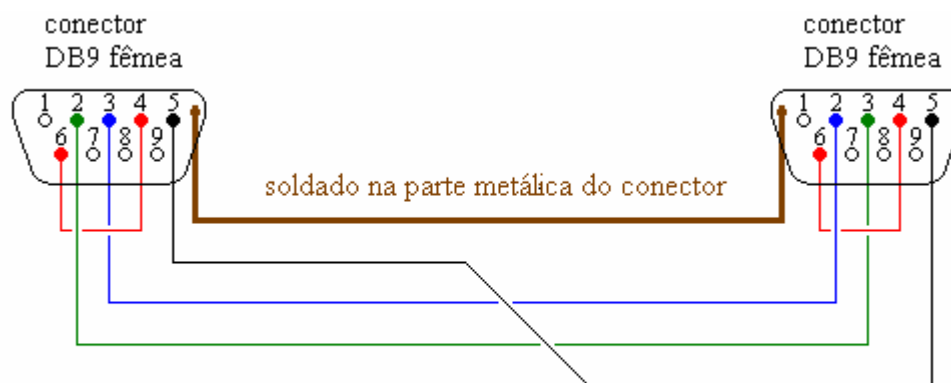 conector
DB9 fêmea
conector
DB9 fêmea
1 2 3 4 5
6 7 8 9
1 2 3 4 5
6 7 8 9
soldado na parte metálica do conector